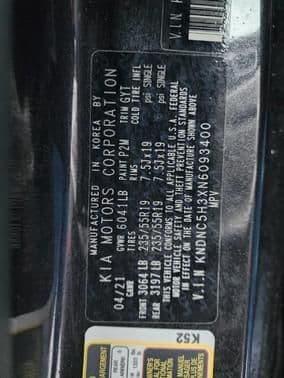 MANUFACTURED IN KOREA BY
KIA MOTORS CORPORATION
04/21 GVWR 6041LB PAINT P2M TRIM GYT
GAWR TIRES RIMS COLD TIRE INFL
FRONT 3064LB 235/55R19 7.5Jx19 psi SINGLE
REAR 3197LB 235/55R19 7.5Jx19 psi SINGLE
THIS VEHICLE CONFORMS TO ALL APPLICABLE U.S.A. FEDERAL
MOTOR VEHICLE SAFETY, THEFT PREVENTION STANDARDS
IN EFFECT ON THE DATE OF MANUFACTURE SHOWN ABOVE
V.I.N KNDNC5H3XN6093400
MPV
V.I.N
K52